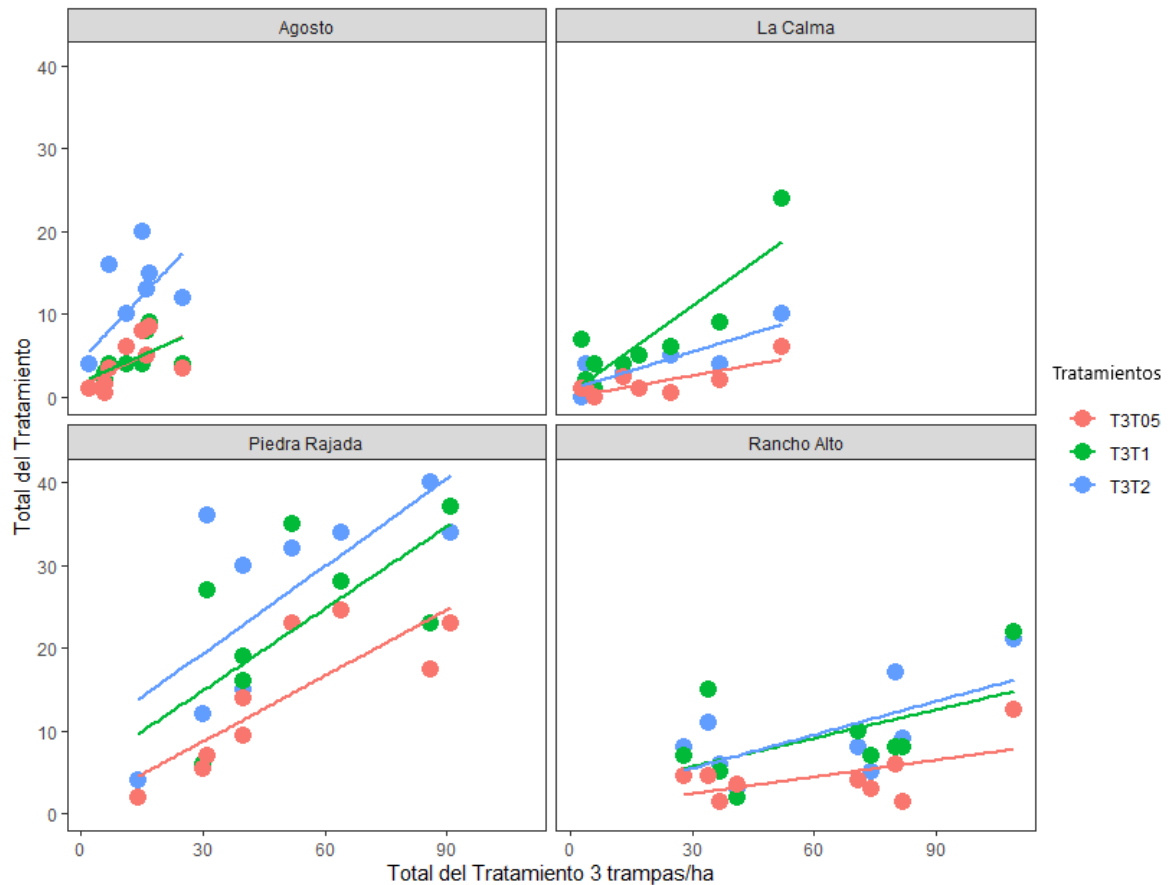 Agosto
La Calma
40
30
20
10
0
Piedra Rajada
Rancho Alto
40
30
20
10
0
0
30
60
90
0
30
60
90
Total del Tratamiento 3 trampas/ha
Total del Tratamiento
Tratamientos
T3T05
T3T1
T3T2